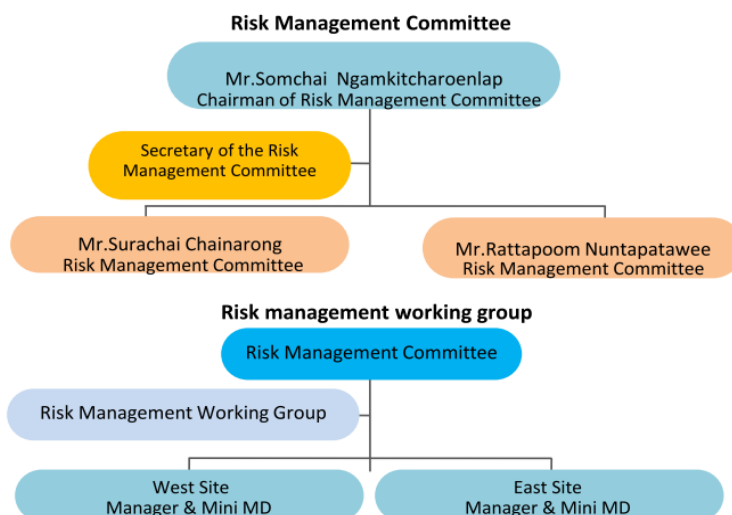 Risk Management Committee
Mr.Somchai Ngamkitcharoenlap
Chairman of Risk Management Committee
Secretary of the Risk
Management Committee
Mr.Surachai Chainarong
Risk Management Committee
Mr.Rattapoom Nuntapatawee
Risk Management Committee
Risk management working group
Risk Management Committee
Risk Management Working Group
West Site
Manager & Mini MD
East Site
Manager & Mini MD